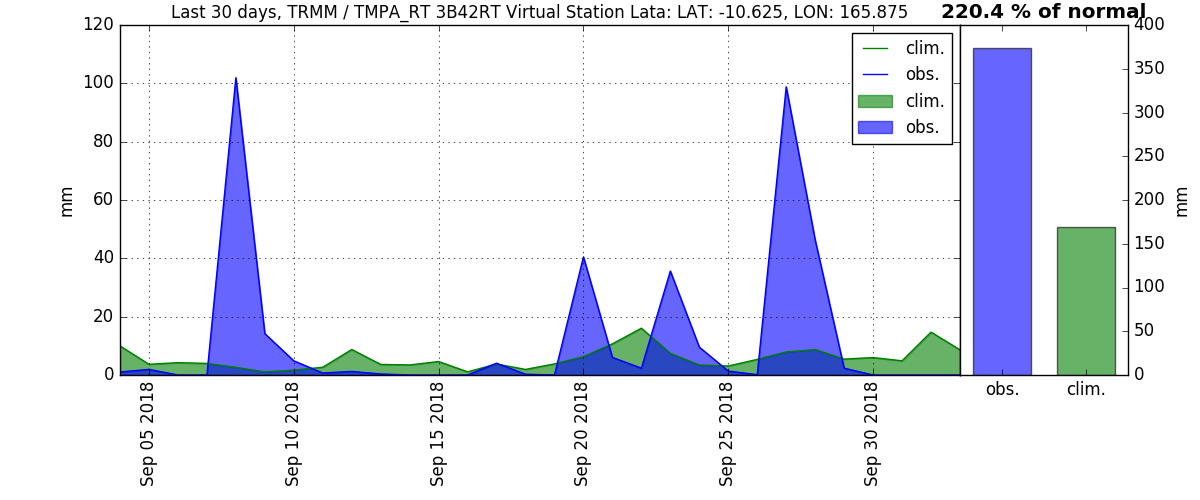 Last 30 days, TRMM / TMPA_RT 3B42RT Virtual Station Lata: LAT: -10.625, LON: 165.875
220.4 % of normal
120
100
80
60
40
20
0
mm
clim.
obs.
clim.
obs.
Sep 05 2018
Sep 10 2018
Sep 15 2018
Sep 20 2018
Sep 25 2018
Sep 30 2018
400
350
300
250
200
150
100
50
0
mm
obs.
clim.